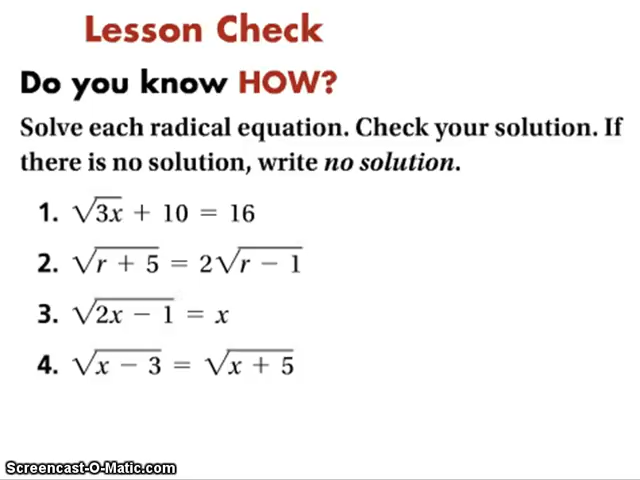 Lesson Check
Do you know HOW?
Solve each radical equation. Check your solution. If
there is no solution, write no solution.
1. √3x + 10 = 16
2. √r + 5 = 2√r − 1
3. √2x − 1 = x
4. √x − 3 = √x + 5
Screencast-O-Matic.com